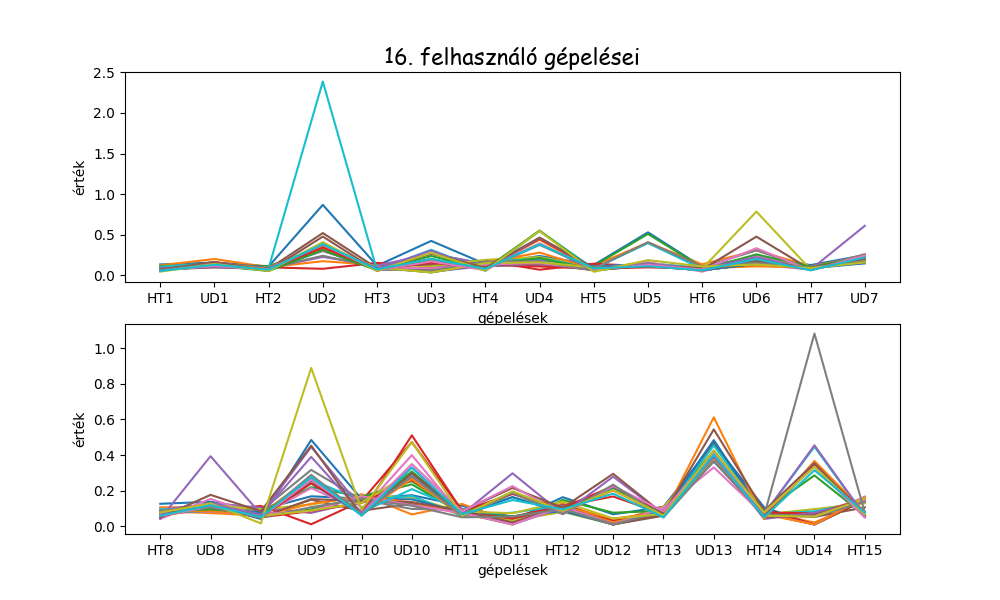 16. felhasználó gépelései
2.5
2.0
1.5
1.0
0.5
0.0
érték
HT1 UD1 HT2 UD2 HT3 UD3 HT4 UD4 HT5 UD5 HT6 UD6 HT7 UD7
gépelések
1.0
0.8
0.6
0.4
0.2
0.0
érték
HT8 UD8 HT9 UD9 HT10 UD10 HT11 UD11 HT12 UD12 HT13 UD13 HT14 UD14 HT15
gépelések